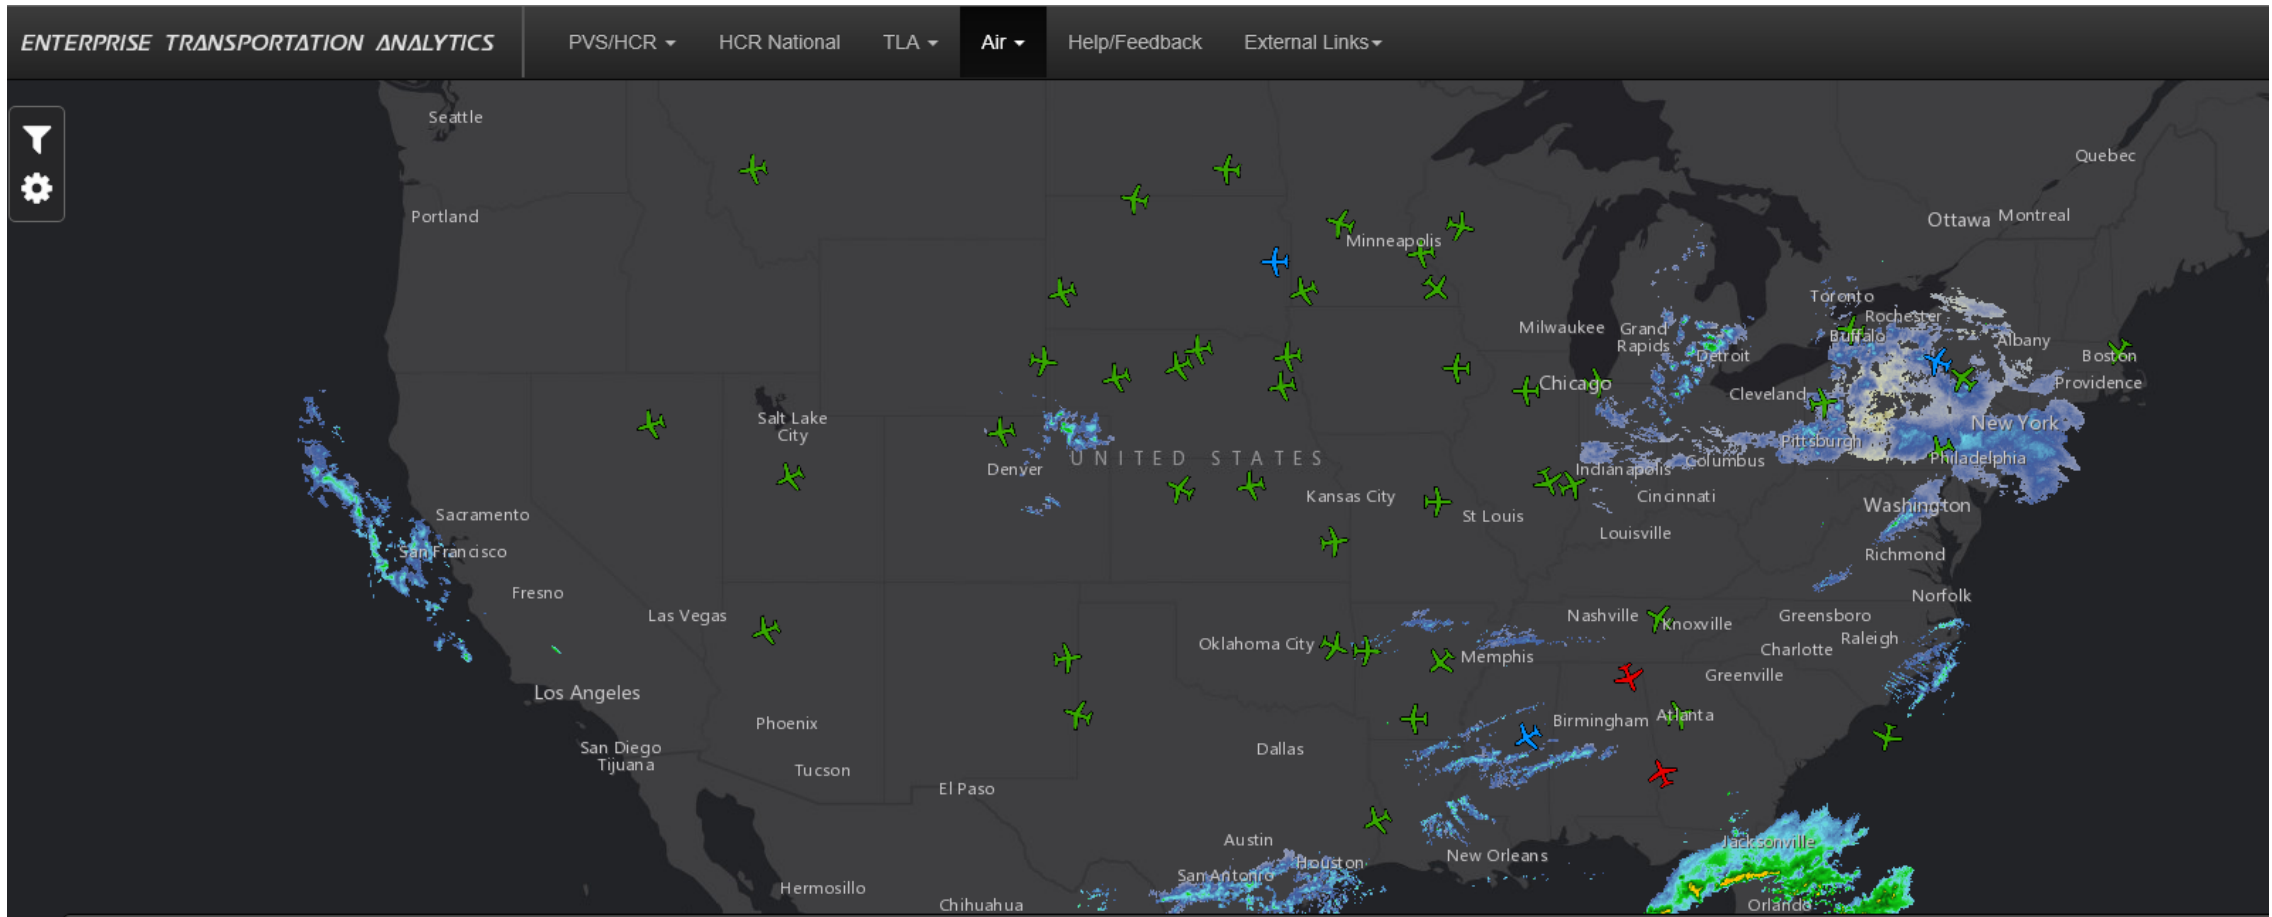 ENTERPRISE TRANSPORTATION ANALYTICS
PVS/HCR
HCR National
TLA
Air
Help/Feedback
External Links
Seattle
Quebec
Portland
Ottawa
Montreal
Minneapolis
Toronto
Rochester
Milwaukee
Grand
Rapids
Buffalo
Albany
Detroit
Boston
Chicago
Providence
Cleveland
Salt Lake
City
New York
Pittsburgh
UNITED STATES
Denver
Indianapolis
Columbus
Philadelphia
Kansas City
Cincinnati
Washington
Sacramento
St Louis
Louisville
San Francisco
Richmond
Fresno
Norfolk
Las Vegas
Nashville
Knoxville
Greensboro
Oklahoma City
Raleigh
Memphis
Charlotte
Greenville
Los Angeles
Phoenix
Birmingham
Atlanta
San Diego
Tijuana
Dallas
Tucson
El Paso
Austin
Jacksonville
New Orleans
Houston
San Antonio
Hermosillo
Chihuahua
Orlando